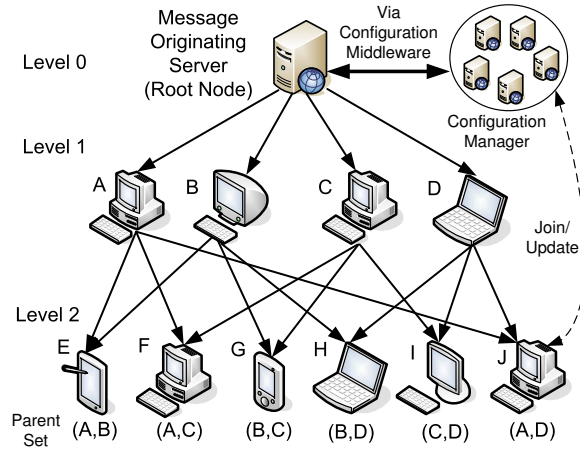 Message
Originating
Server
(Root Node)
Via
Configuration
Middleware
Level 0
Configuration
Manager
Level 1
A
B
C
D
Join/
Update
Level 2
E
F
G
H
I
J
Parent
Set
(A,B)
(A,C)
(B,C)
(B,D)
(C,D)
(A,D)